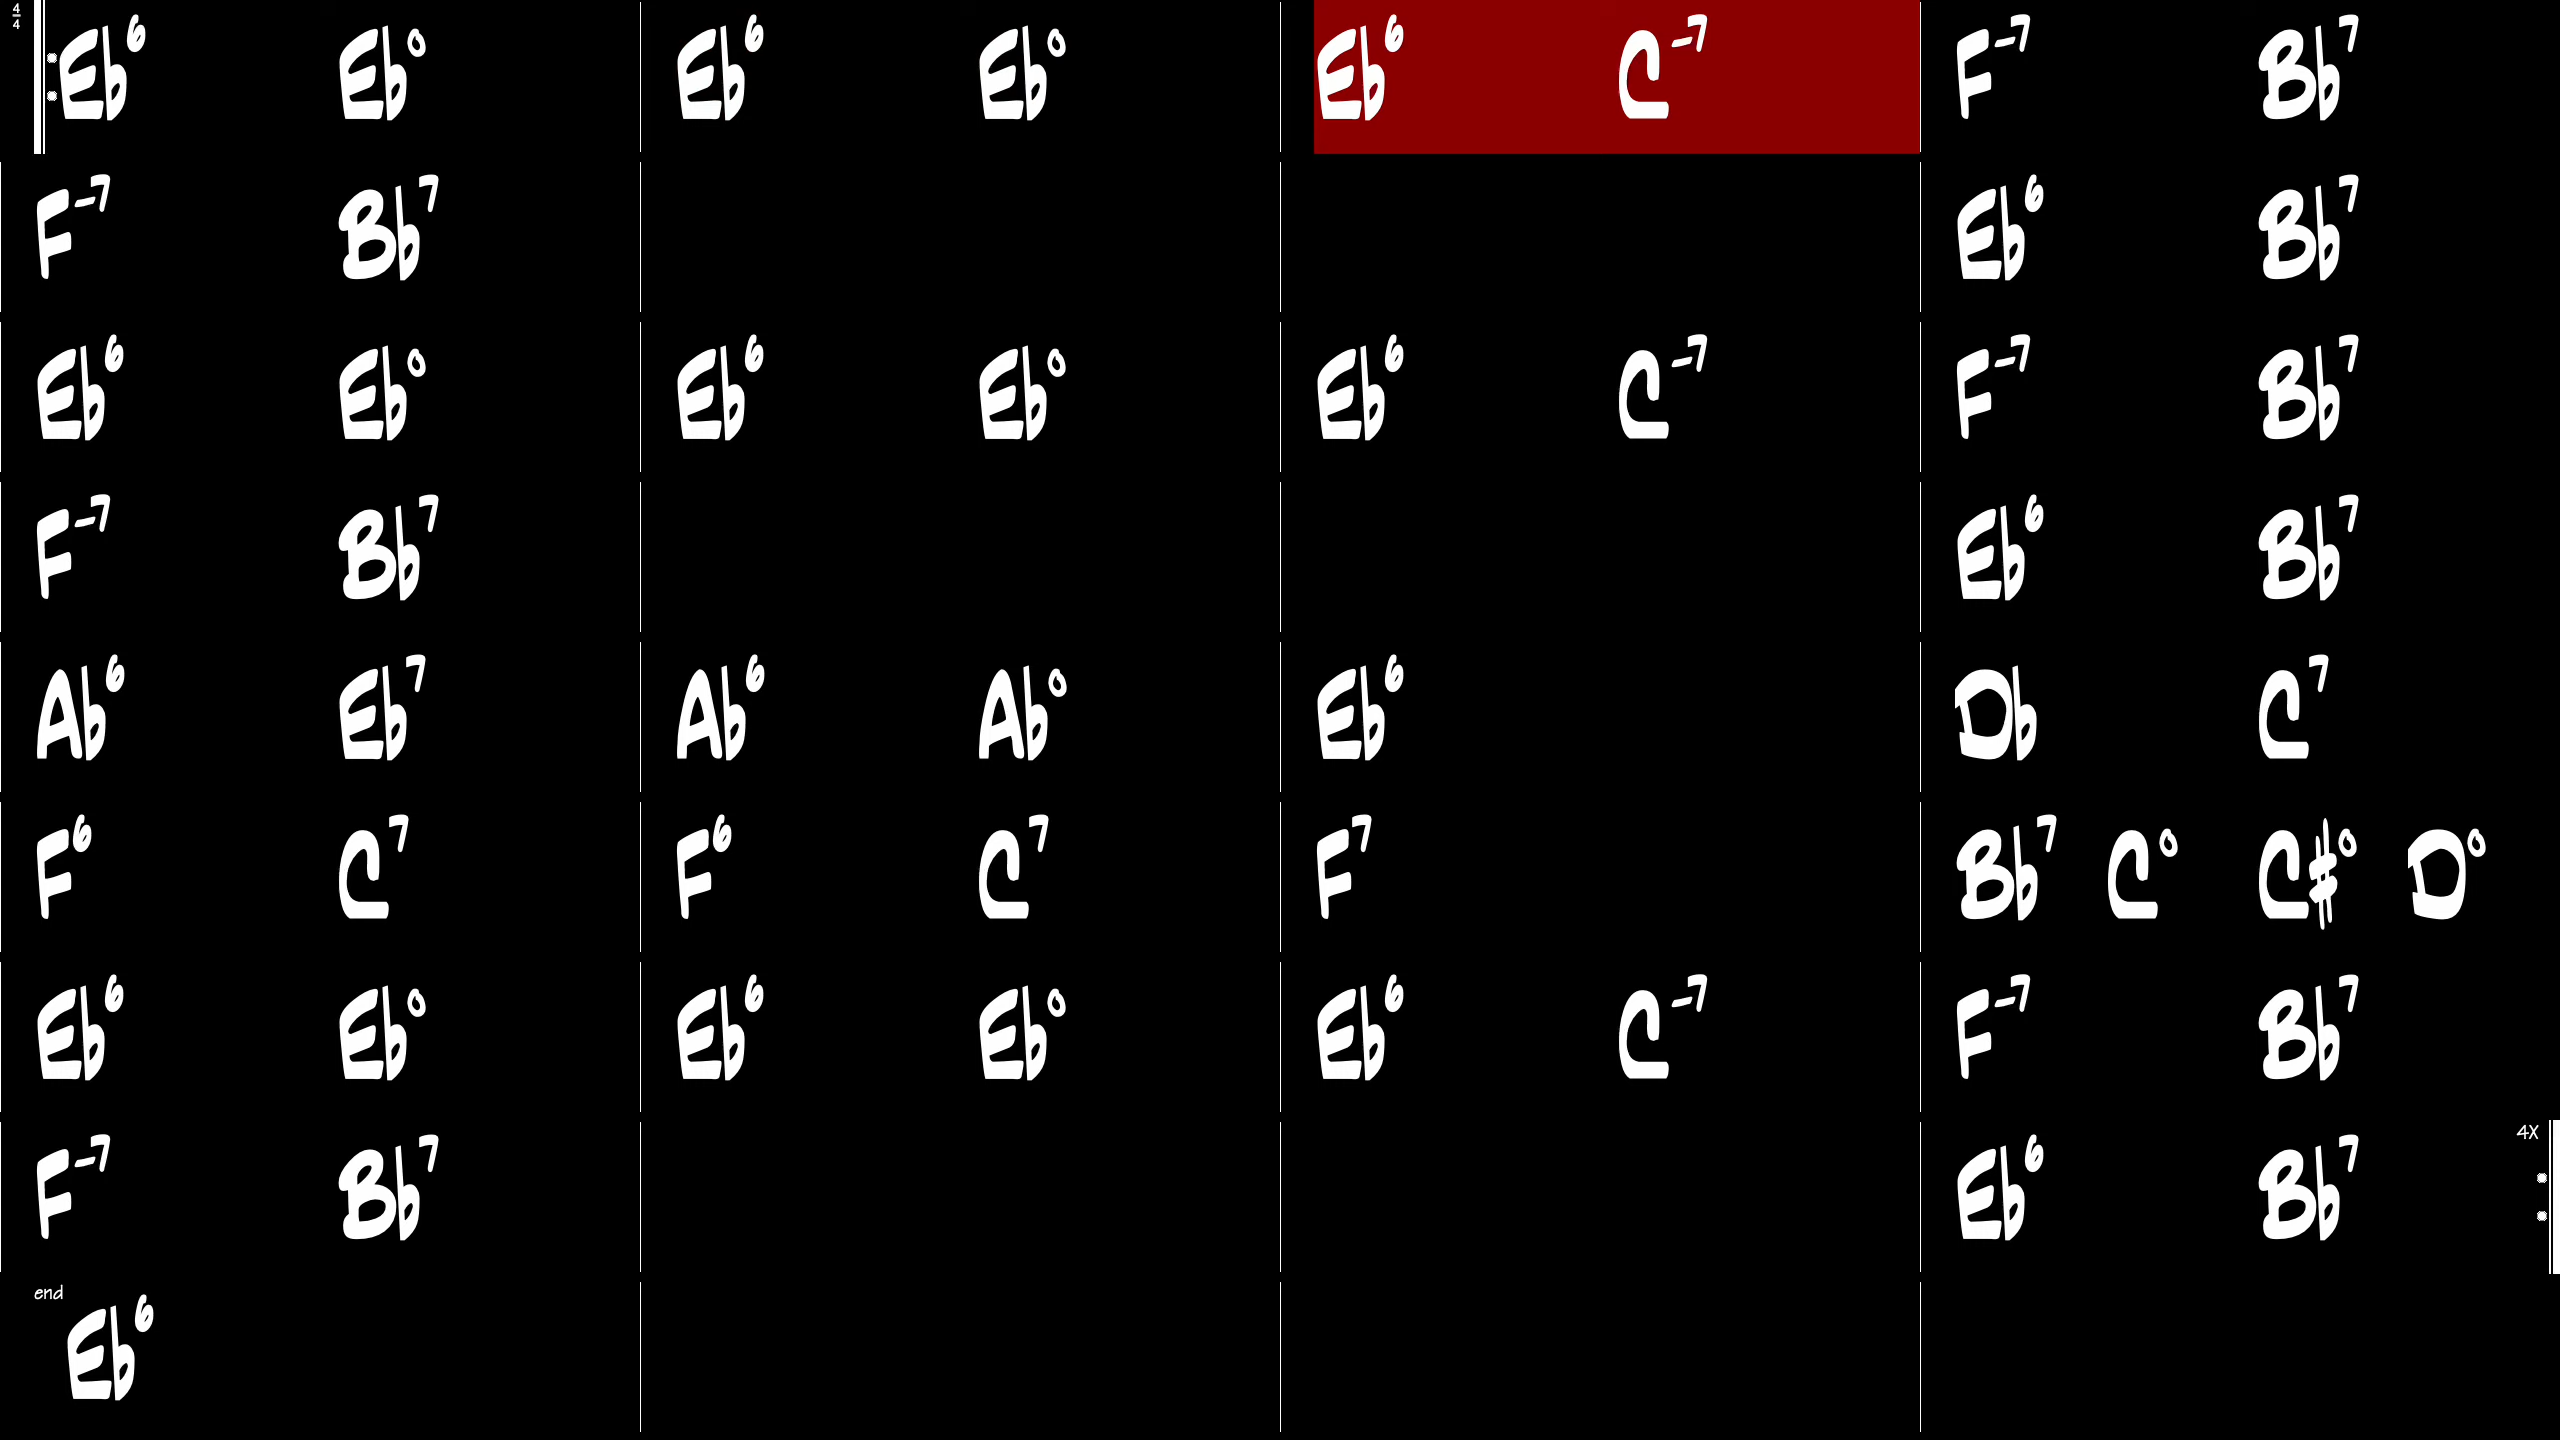 4/4 Eb6 Eb° Eb6 Eb° Eb6 C-7 F-7 Bb7
F-7 Bb7 Eb6 Bb7
Eb6 Eb° Eb6 Eb° Eb6 C-7 F-7 Bb7
F-7 Bb7 Eb6 Bb7
Ab6 Eb7 Ab6 Ab° Eb6 Db C7
F6 C7 F6 C7 F7 Bb7 C° C#° D°
Eb6 Eb° Eb6 Eb° Eb6 C-7 F-7 Bb7
F-7 Bb7 Eb6 Bb7 4X
end Eb6